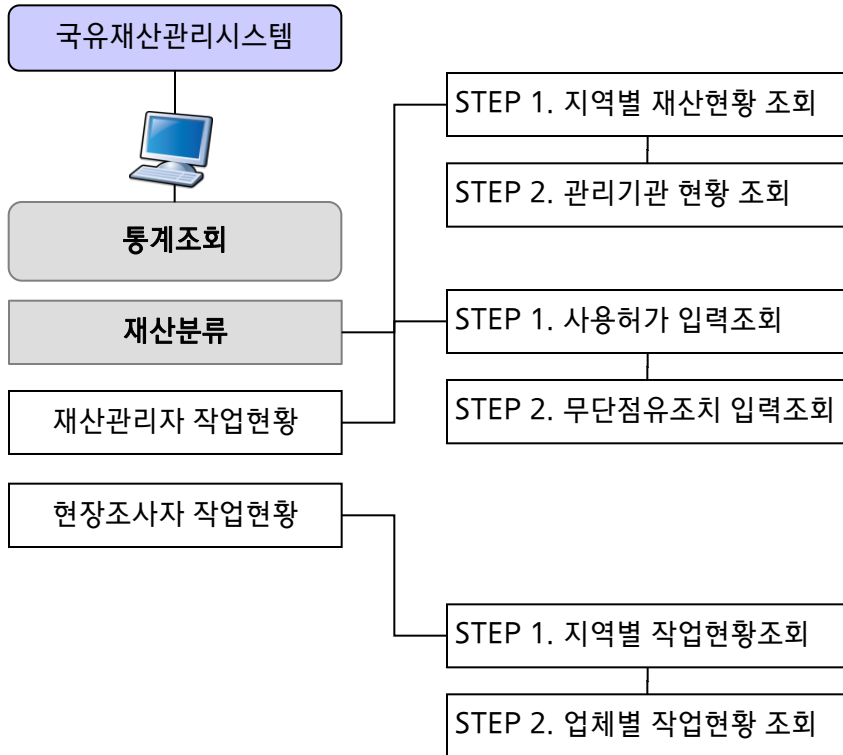 국유재산관리시스템
통계조회
재산분류
재산관리자 작업현황
현장조사자 작업현황
STEP 1. 지역별 재산현황 조회
STEP 2. 관리기관 현황 조회
STEP 1. 사용허가 입력조회
STEP 2. 무단점유조치 입력조회
STEP 1. 지역별 작업현황조회
STEP 2. 업체별 작업현황 조회